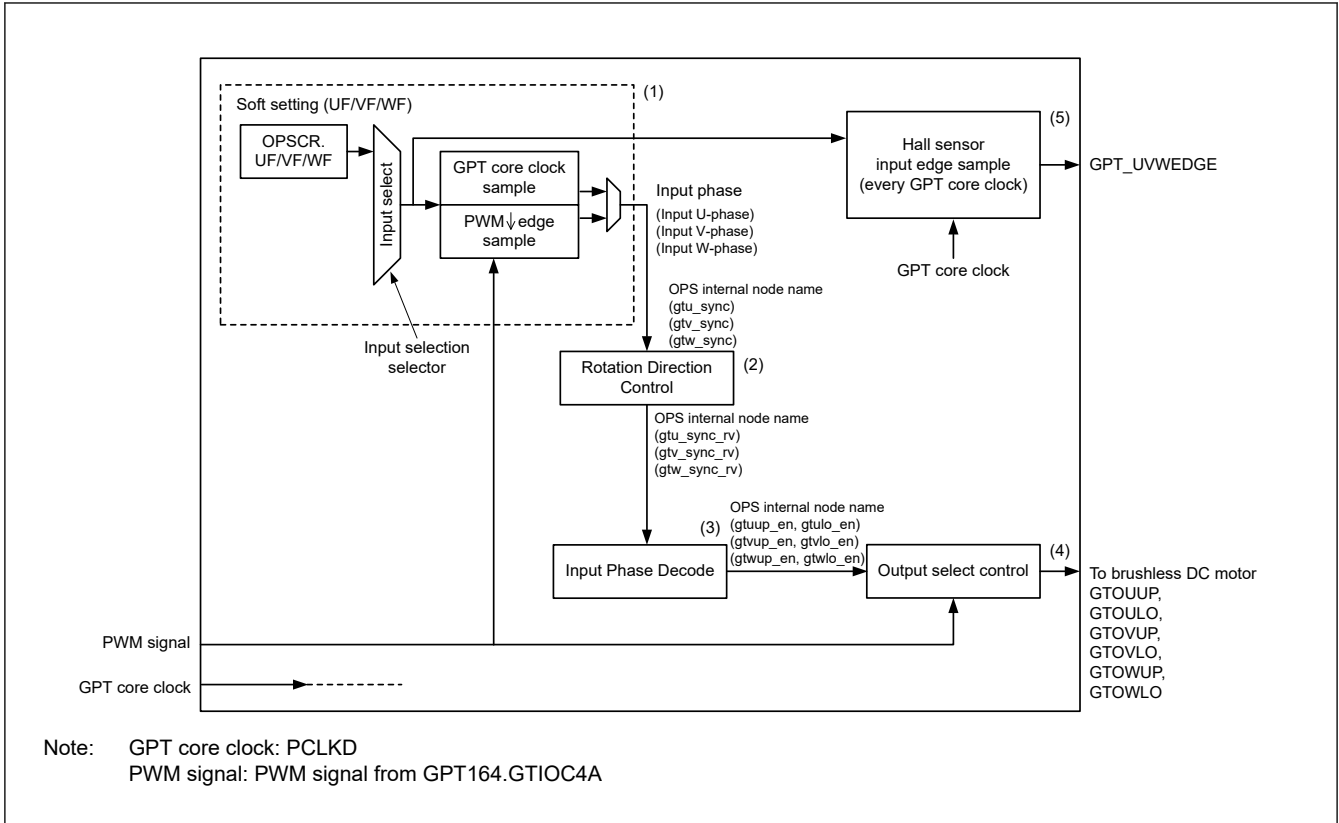 Soft setting (UF/VF/WF)
(1)
OPSCR.
UF/VF/WF
Input select
GPT core clock
sample
PWM↓edge
sample
Input selection
selector
Input phase
(Input U-phase)
(Input V-phase)
(Input W-phase)
(5)
Hall sensor
input edge sample
(every GPT core clock)
GPT_UVWEDGE
GPT core clock
OPS internal node name
(gtu_sync)
(gtv_sync)
(gtw_sync)
(2)
Rotation Direction
Control
OPS internal node name
(gtu_sync_rv)
(gtv_sync_rv)
(gtw_sync_rv)
(3)
Input Phase Decode
OPS internal node name
(gtuup_en, gtulo_en)
(gtvup_en, gtvlo_en)
(gtwup_en, gtwlo_en)
Output select control
(4)
To brushless DC motor
GTOUUP,
GTOULO,
GTOVUP,
GTOVLO,
GTOWUP,
GTOWLO
PWM signal
GPT core clock
Note: GPT core clock: PCLKD
PWM signal: PWM signal from GPT164.GTIOC4A